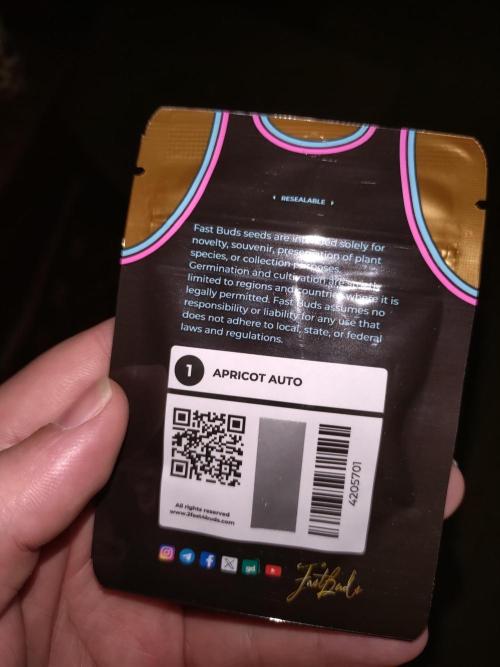 RESEALABLE
Fast Buds seeds are intended solely for
novelty, souvenir, preservation of plant
species, or collection purposes.
Germination and cultivation are
limited to regions and countries where it is
legally permitted. Fast Buds assumes no
responsibility or liability for any use that
does not adhere to local, state, or federal
laws and regulations.
1 APRICOT AUTO
4205701
All rights reserved
www.2fast4buds.com
FastBuds